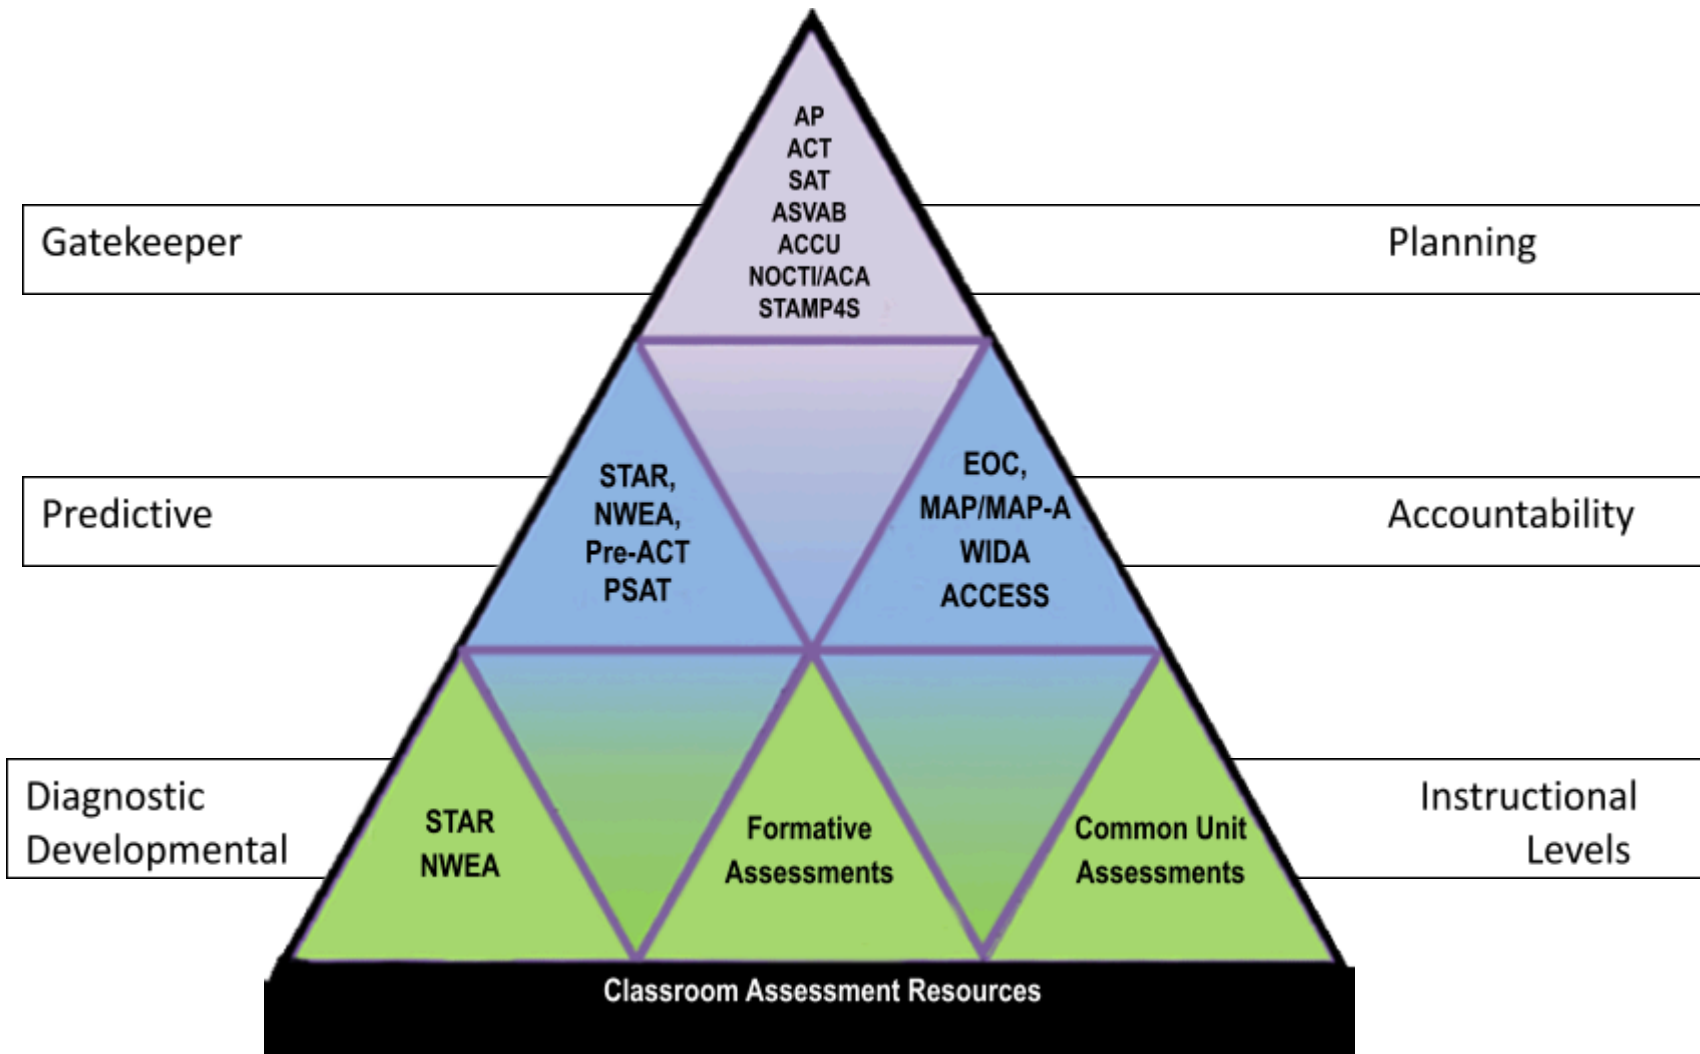 AP
ACT
SAT
ASVAB
ACCU
NOCTI/ACA
STAMP4S
Gatekeeper
Planning
STAR,
NWEA,
Pre-ACT
PSAT
EOC,
MAP/MAP-A
WIDA
ACCESS
Predictive
Accountability
Diagnostic
Developmental
STAR
NWEA
Formative
Assessments
Common Unit
Assessments
Instructional
Levels
Classroom Assessment Resources